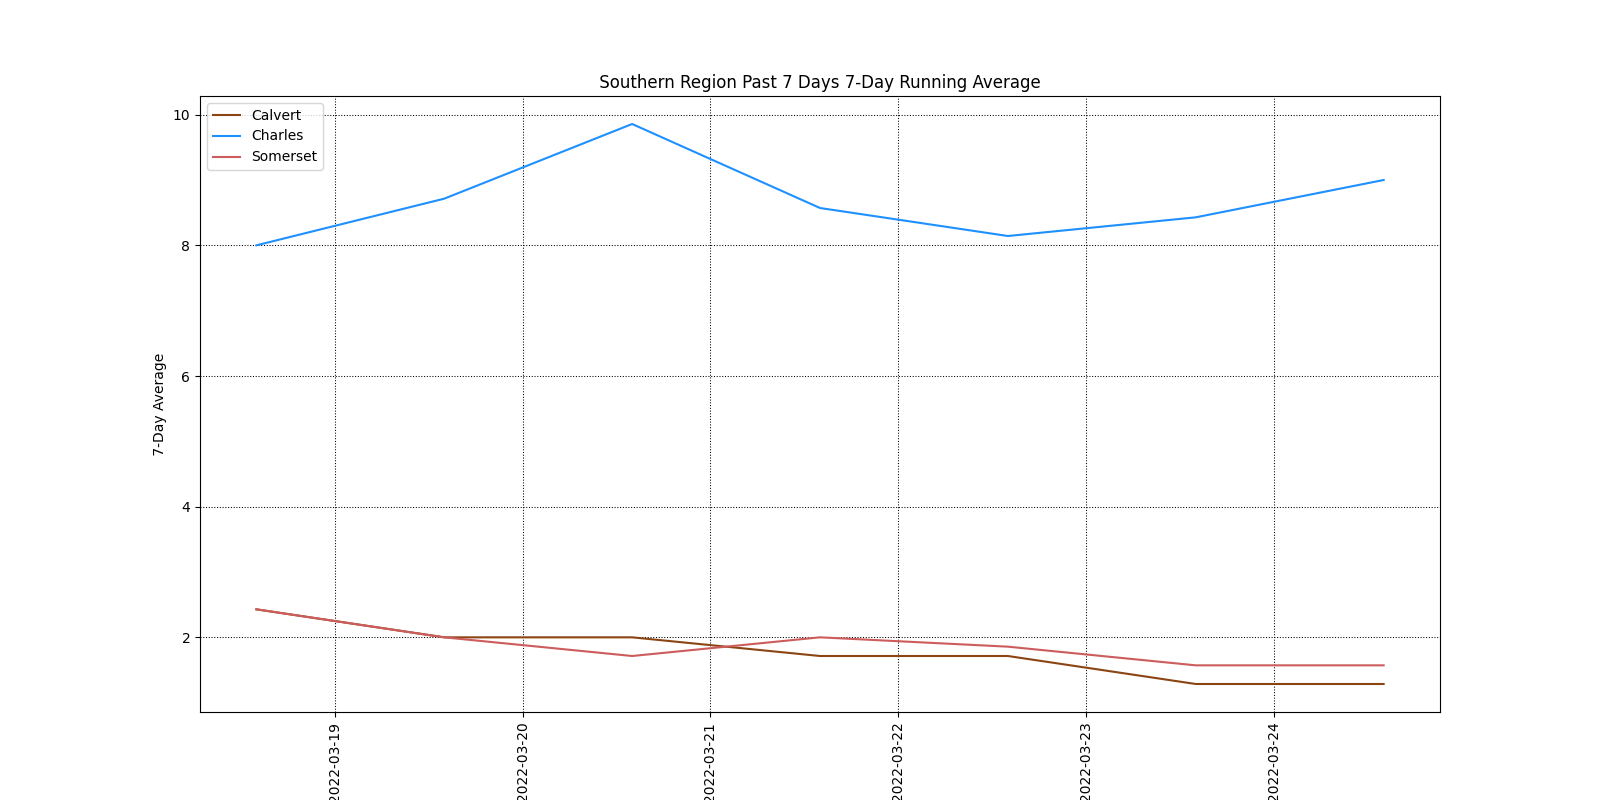 Southern Region Past 7 Days 7-Day Running Average
Calvert
Charles
Somerset
10
8
6
4
2
7-Day Average
2022-03-19
2022-03-20
2022-03-21
2022-03-22
2022-03-23
2022-03-24